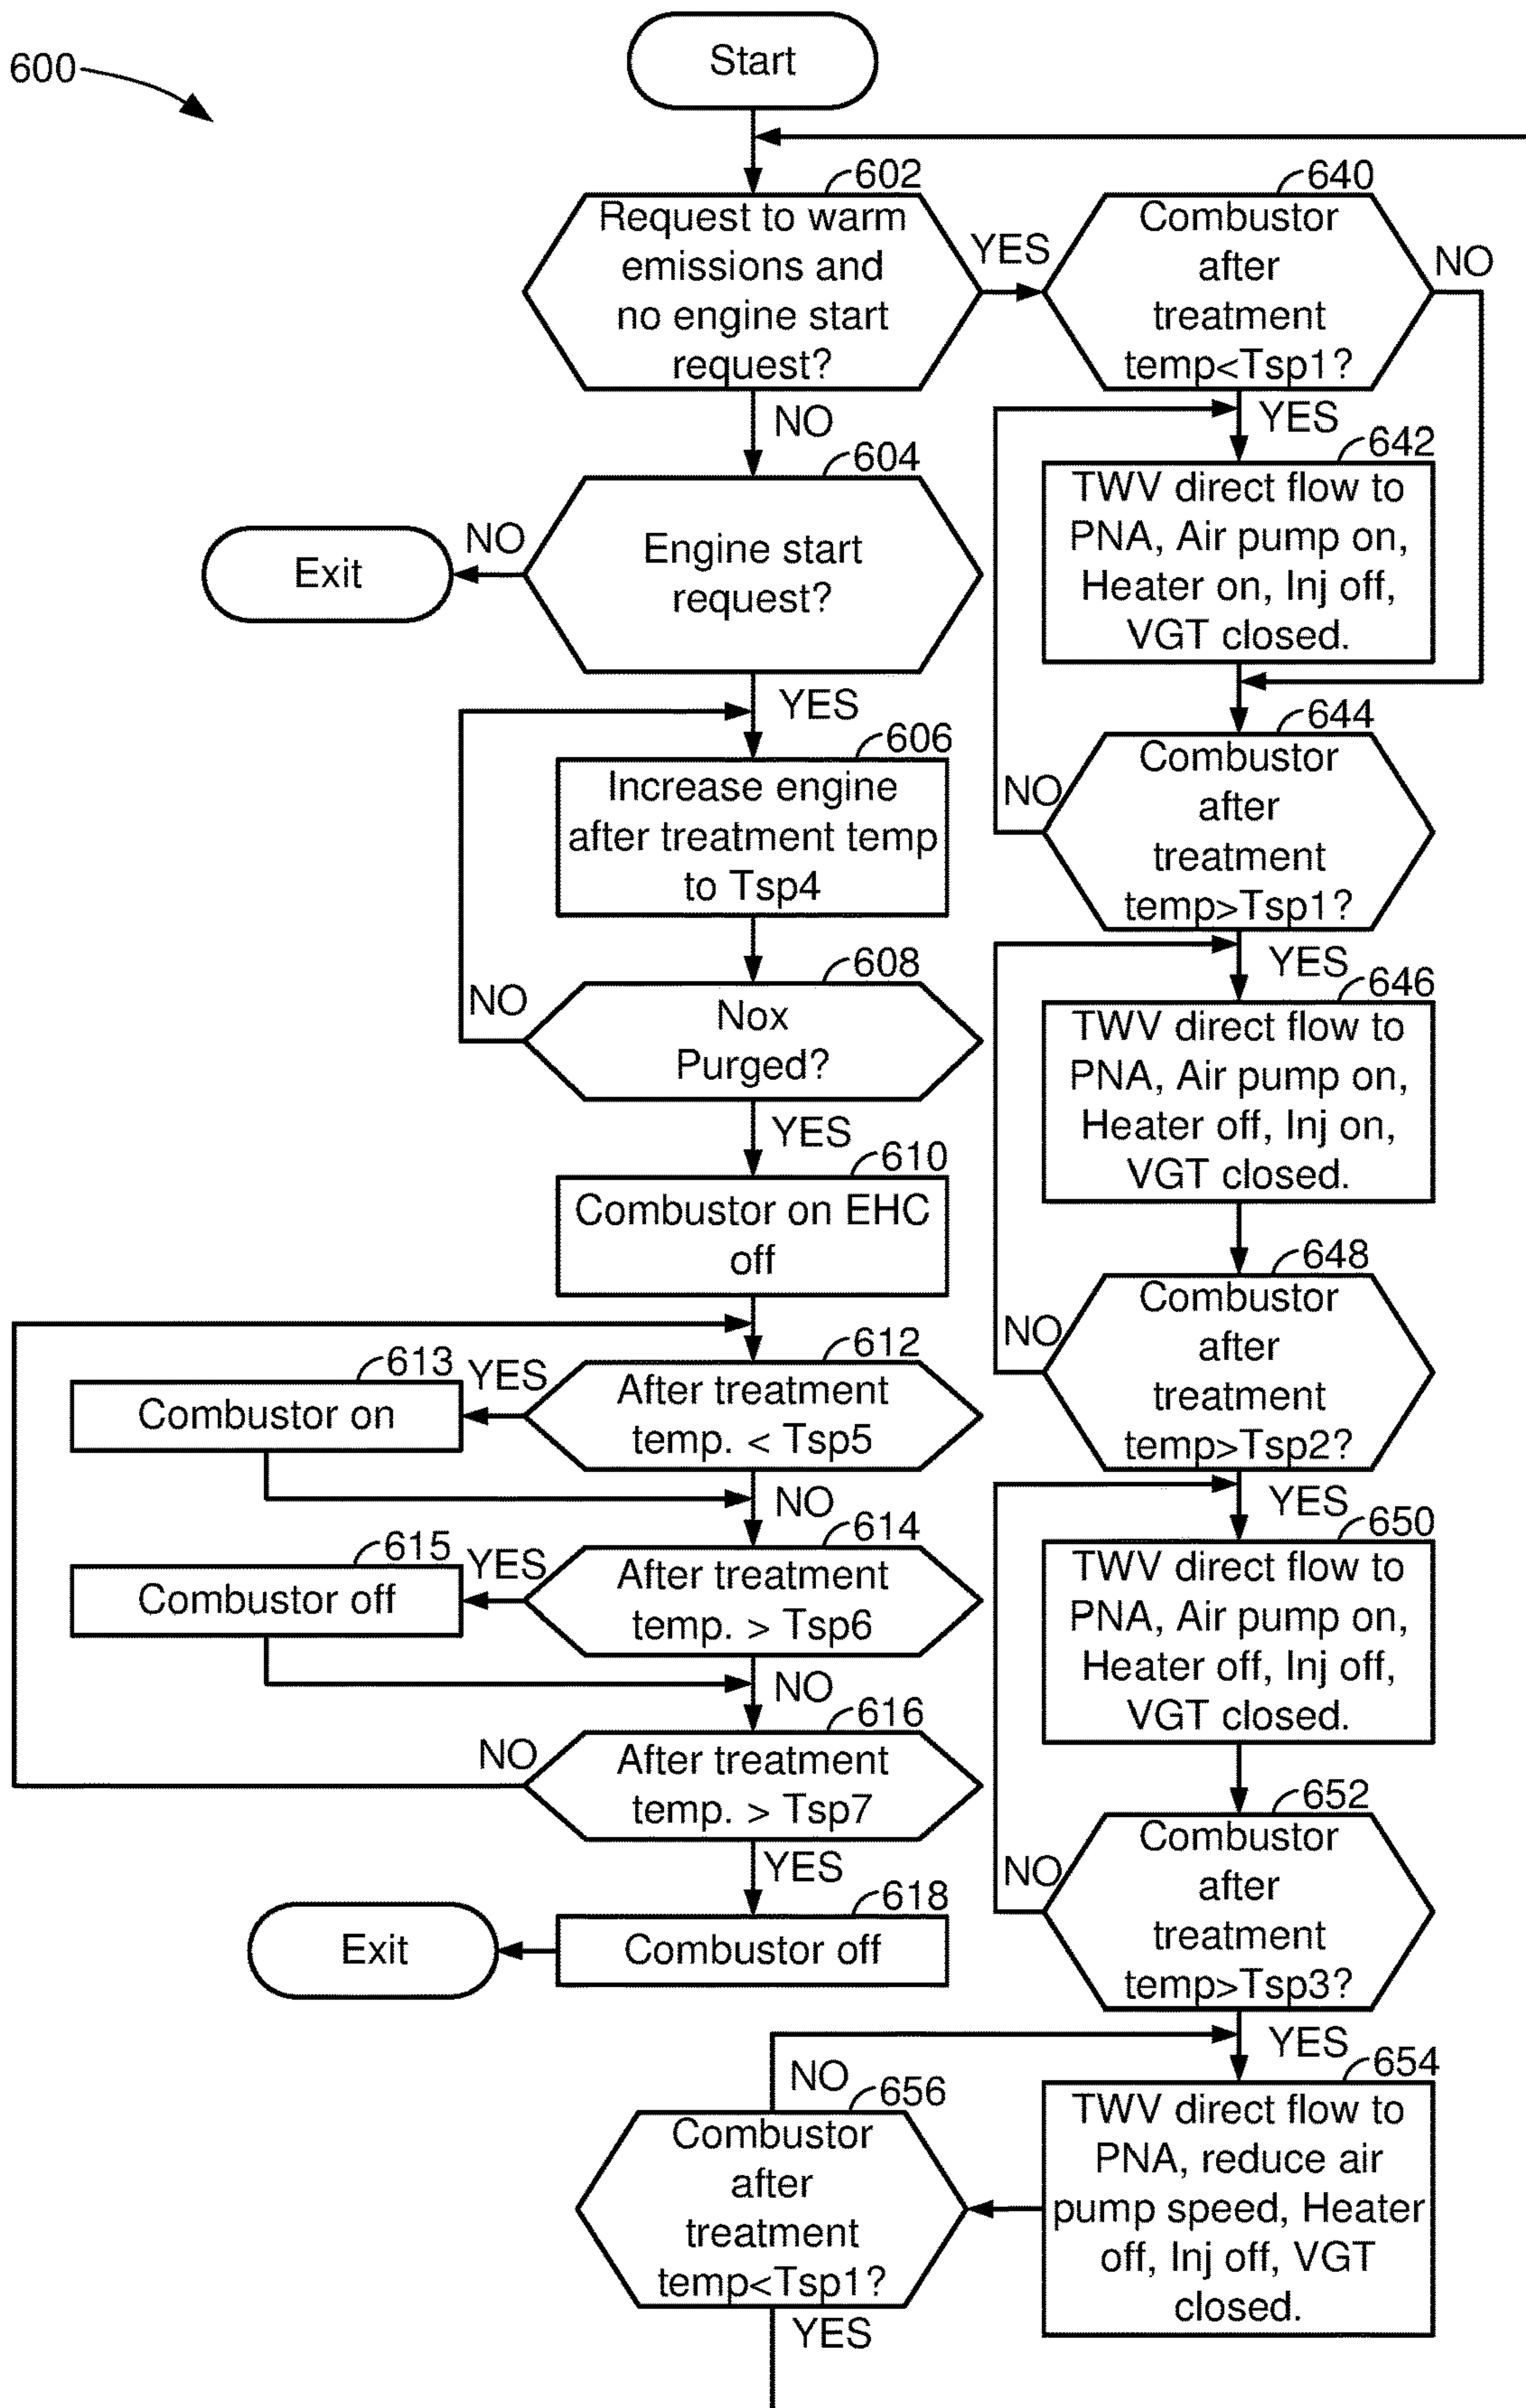 600
Start
602
Request to warm
emissions and
no engine start
request?
YES
NO
640
Combustor
after
treatment
temp<Tsp1?
NO
YES
604
Engine start
request?
NO
Exit
YES
642
TWV direct flow to
PNA, Air pump on,
Heater on, Inj off,
VGT closed.
606
Increase engine
after treatment temp
to Tsp4
644
Combustor
after
treatment
temp>Tsp1?
NO
YES
608
Nox
Purged?
NO
YES
646
TWV direct flow to
PNA, Air pump on,
Heater off, Inj on,
VGT closed.
610
Combustor on EHC
off
648
Combustor
after
treatment
temp>Tsp2?
NO
YES
612
After treatment
temp. < Tsp5
YES
613
Combustor on
NO
614
After treatment
temp. > Tsp6
YES
615
Combustor off
NO
650
TWV direct flow to
PNA, Air pump on,
Heater off, Inj off,
VGT closed.
616
After treatment
temp. > Tsp7
NO
YES
652
Combustor
after
treatment
temp>Tsp3?
NO
YES
618
Combustor off
Exit
654
TWV direct flow to
PNA, reduce air
pump speed, Heater
off, Inj off, VGT
closed.
656
Combustor
after
treatment
temp<Tsp1?
NO
YES